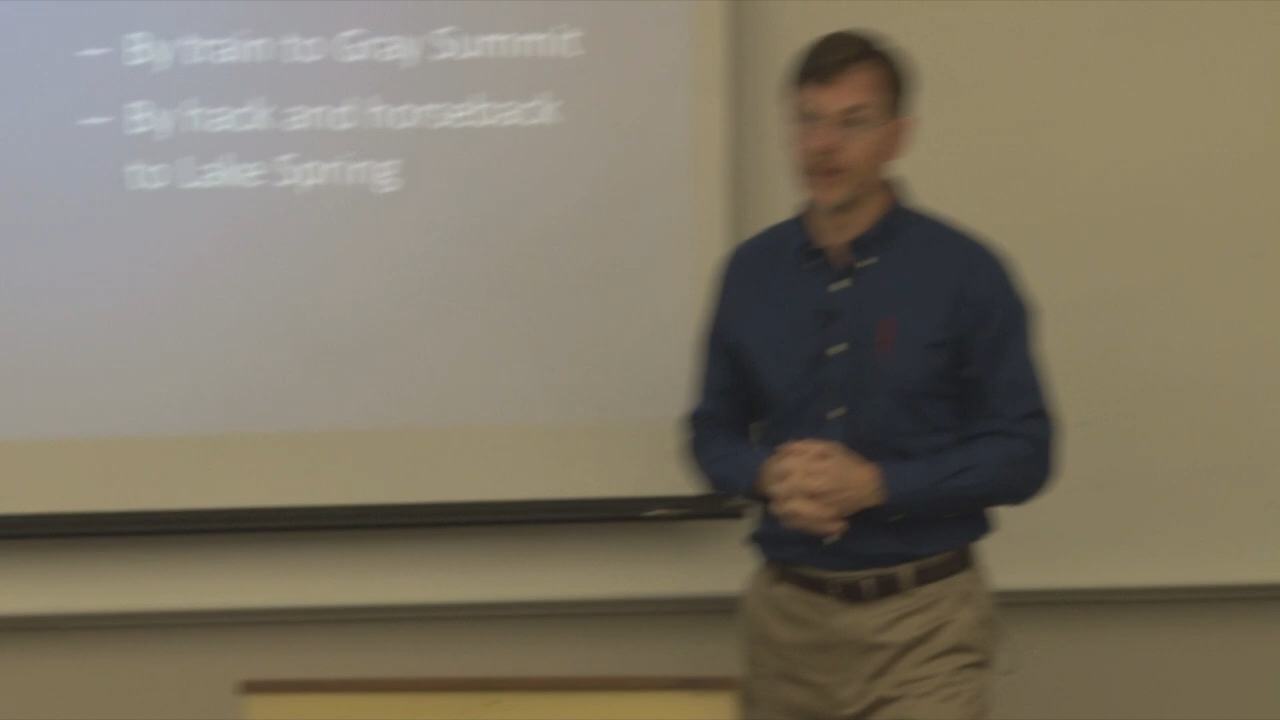 – By train to Gray Summit
– By hack and horseback
to Lake Spring